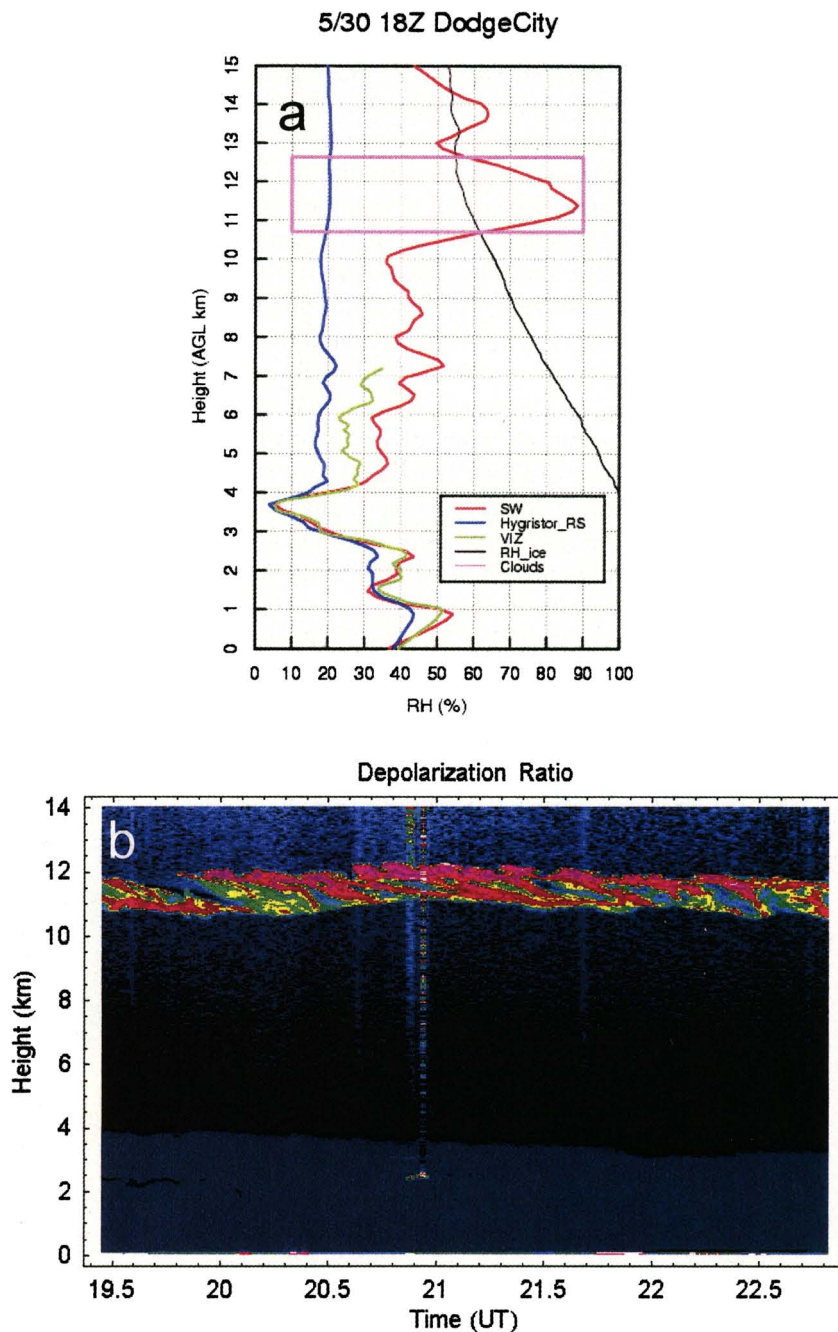 5/30 18Z DodgeCity
a
Height (AGL km)
15
14
13
12
11
10
9
8
7
6
5
4
3
2
1
0
SW
Hygristor_RS
VIZ
RH_ice
Clouds
0 10 20 30 40 50 60 70 80 90 100
RH (%)
Depolarization Ratio
b
Height (km)
14
12
10
8
6
4
2
0
19.5 20 20.5 21 21.5 22 22.5
Time (UT)